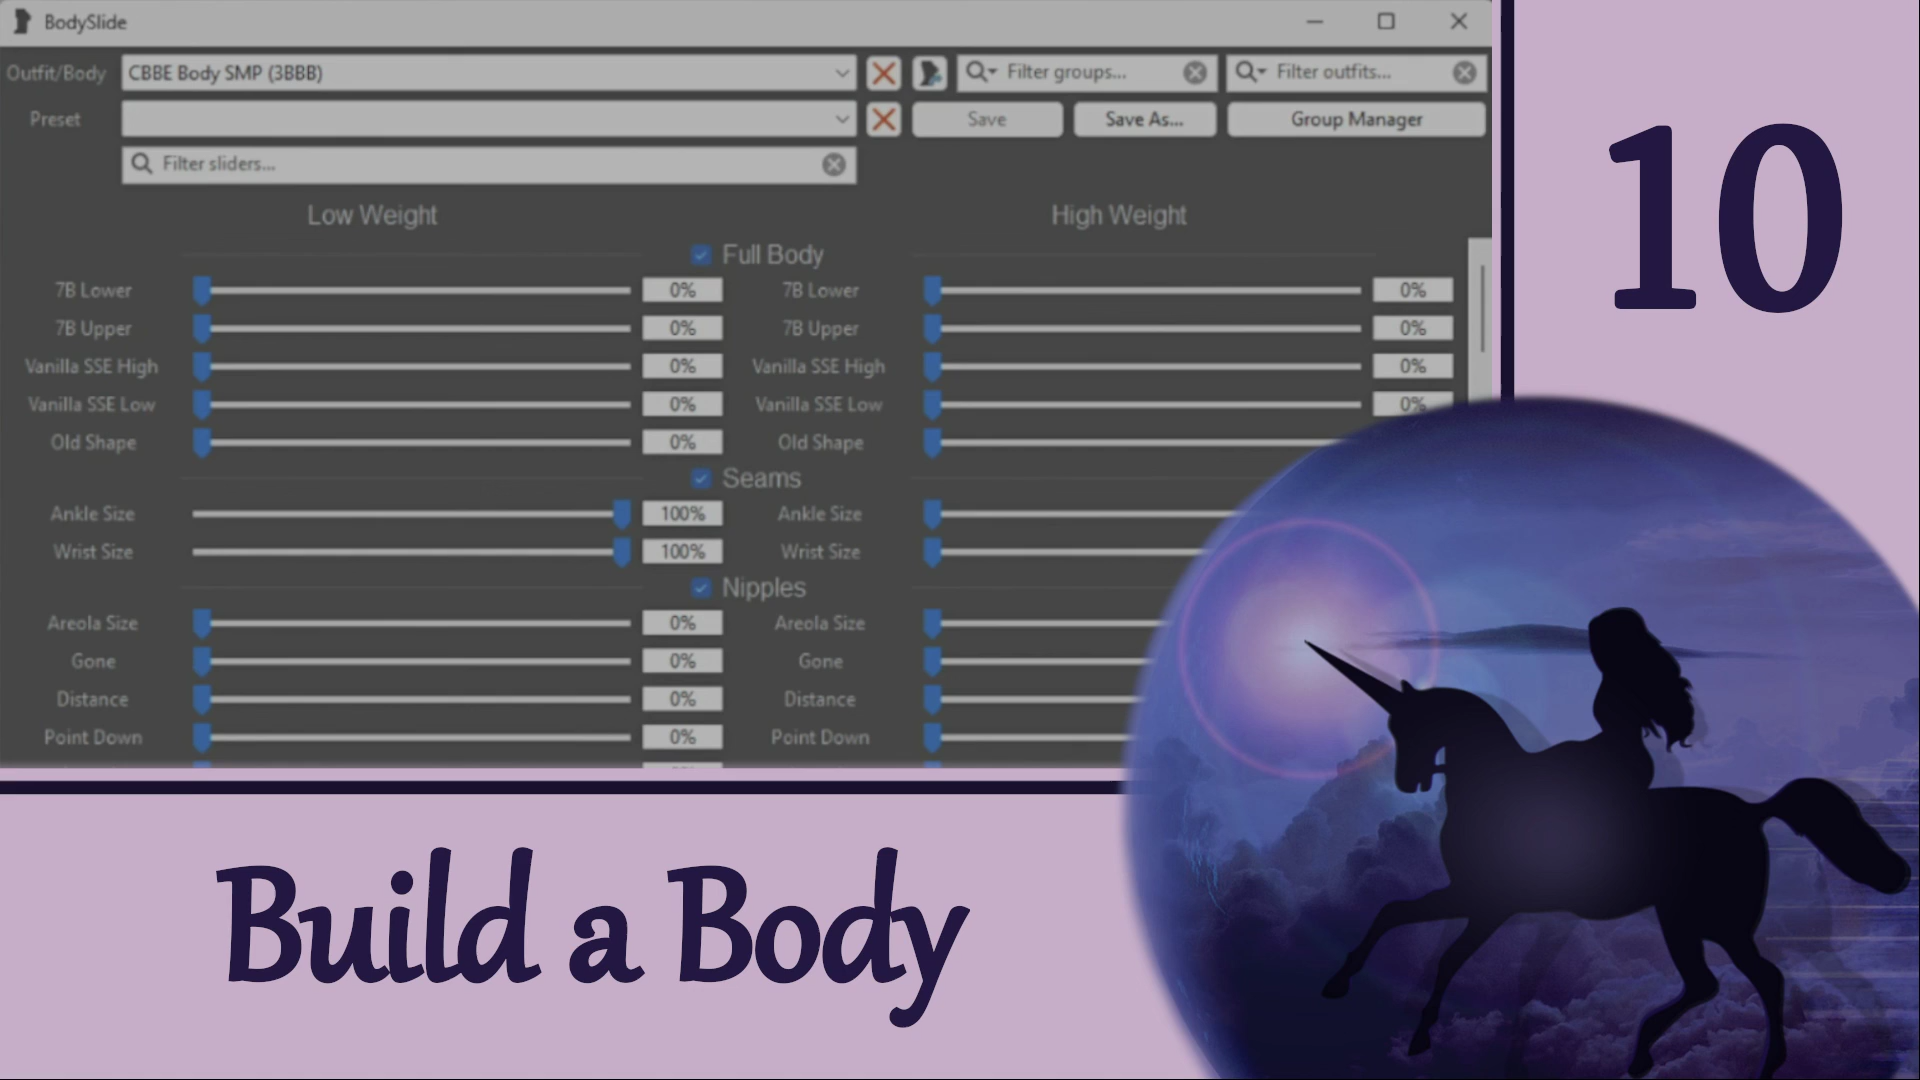 BodySlide
Outfit/Body CBBE Body SMP (3BBB) Filter groups... Filter outfits...
Preset Save Save As... Group Manager
Filter sliders...
Low Weight High Weight
Full Body
7B Lower 0% 7B Lower 0%
7B Upper 0% 7B Upper 0%
Vanilla SSE High 0% Vanilla SSE High 0%
Vanilla SSE Low 0% Vanilla SSE Low 0%
Old Shape 0% Old Shape
Seams
Ankle Size 100% Ankle Size
Wrist Size 100% Wrist Size
Nipples
Areola Size 0% Areola Size
Gone 0% Gone
Distance 0% Distance
Point Down 0% Point Down
10
Build a Body